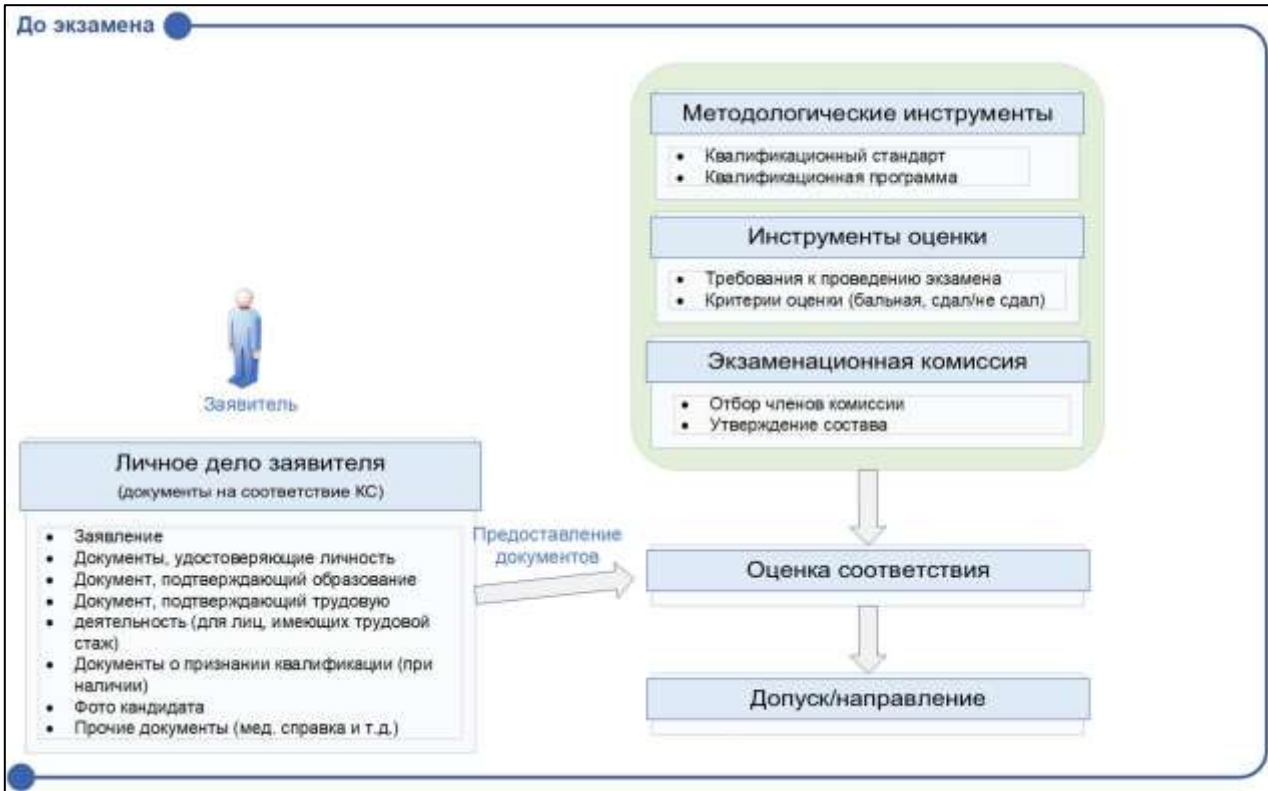 До экзамена
Методологические инструменты
Квалификационный стандарт
Квалификационная программа
Инструменты оценки
Требования к проведению экзамена
Критерии оценки (бальная, сдал/не сдал)
Экзаменационная комиссия
Отбор членов комиссии
Утверждение состава
Заявитель
Личное дело заявителя
(документы на соответствие КС)
Заявление
Документы, удостоверяющие личность
Документ, подтверждающий образование
Документ, подтверждающий трудовую
деятельность (для лиц, имеющих трудовой
стаж)
Документы о признании квалификации (при
наличии)
Фото кандидата
Прочие документы (мед. справка и т.д.)
Предоставление
документов
Оценка соответствия
Допуск/направление